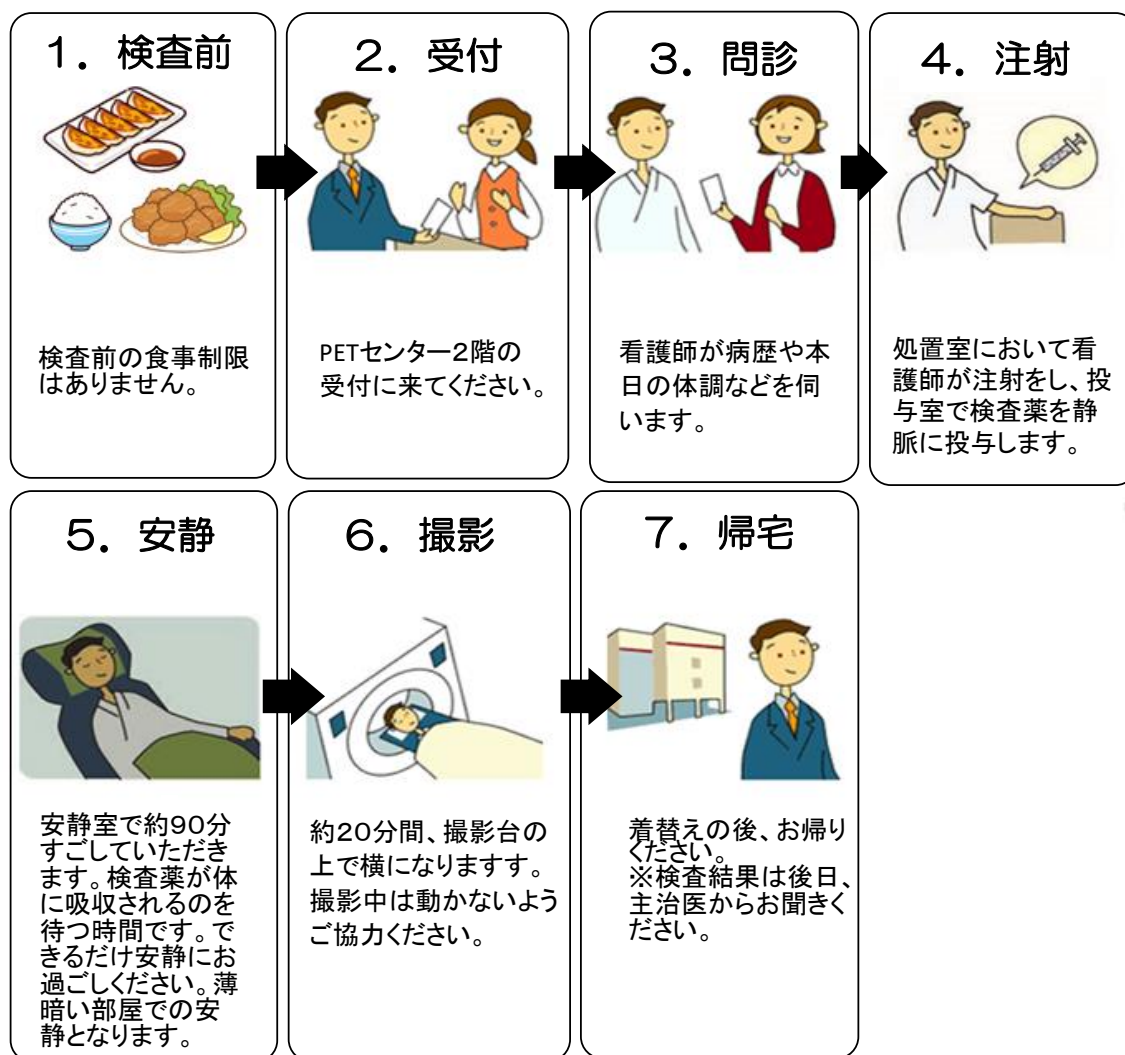 １．検査前
検査前の食事制限
はありません。
２．受付
PETセンター２階の
受付に来てください。
３．問診
看護師が病歴や本
日の体調などを伺
います。
４．注射
処置室において看
護師が注射をし、投
与室で検査薬を静
脈に投与します。
５．安静
安静室で約９０分
すごしていただき
ます。検査薬が体
に吸収されるのを
待つ時間です。で
きるだけ安静にお
過ごしください。薄
暗い部屋での安
静となります。
６．撮影
約２０分間、撮影台の
上で横になりますす。
撮影中は動かないよう
ご協力ください。
７．帰宅
着替えの後、お帰り
ください。
※検査結果は後日、
主治医からお聞きく
ださい。